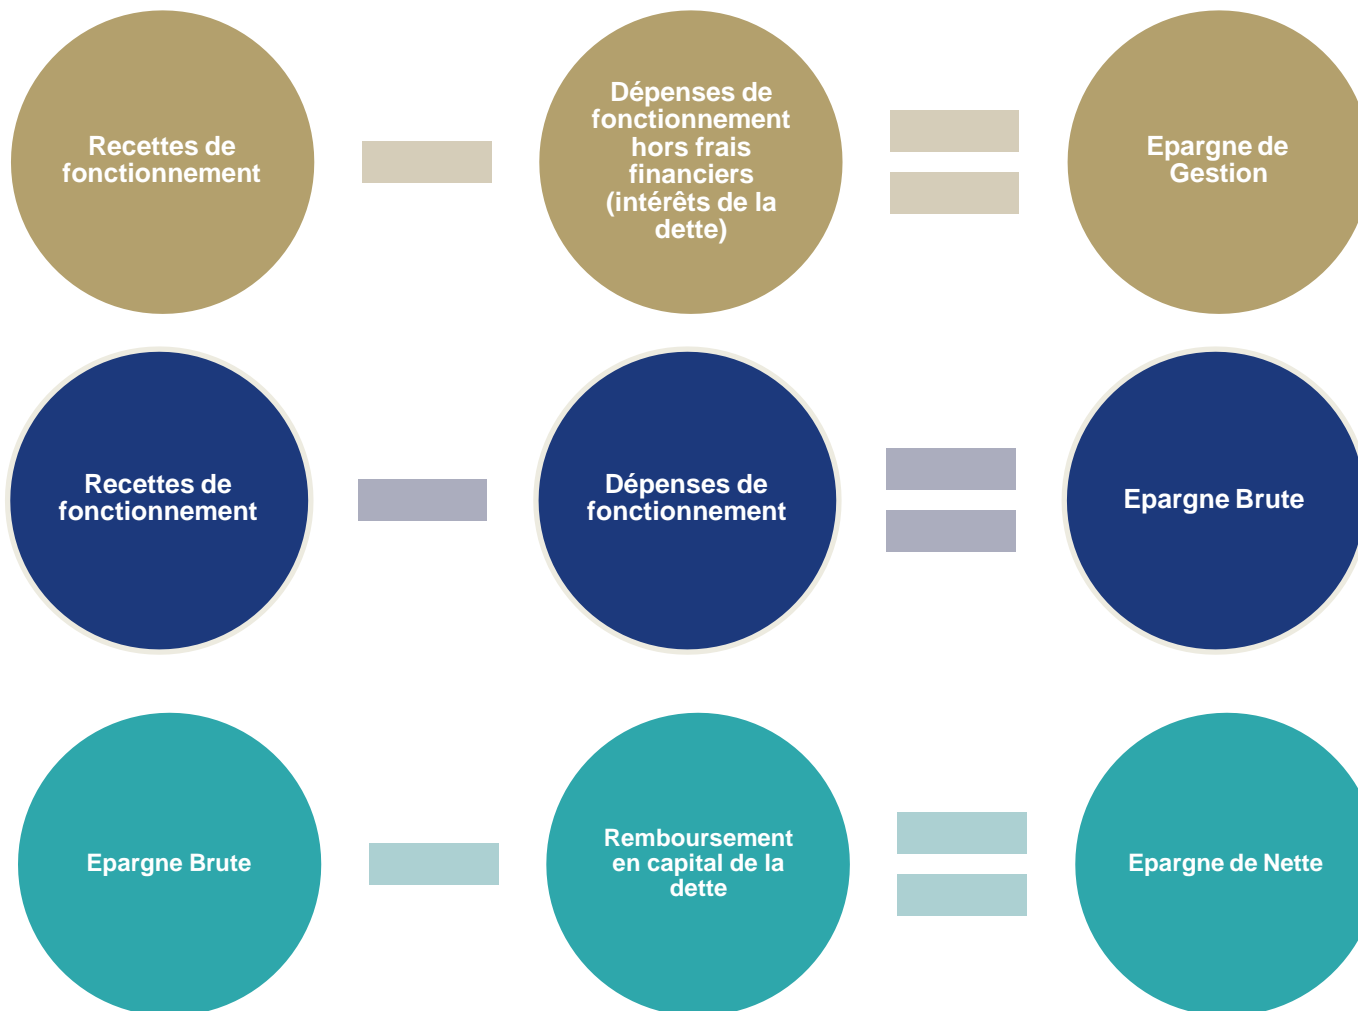 Recettes de
fonctionnement
Dépenses de
fonctionnement
hors frais
financiers
(intérêts de la
dette)
Epargne de
Gestion
Recettes de
fonctionnement
Dépenses de
fonctionnement
Epargne Brute
Epargne Brute
Remboursement
en capital de la
dette
Epargne de Nette